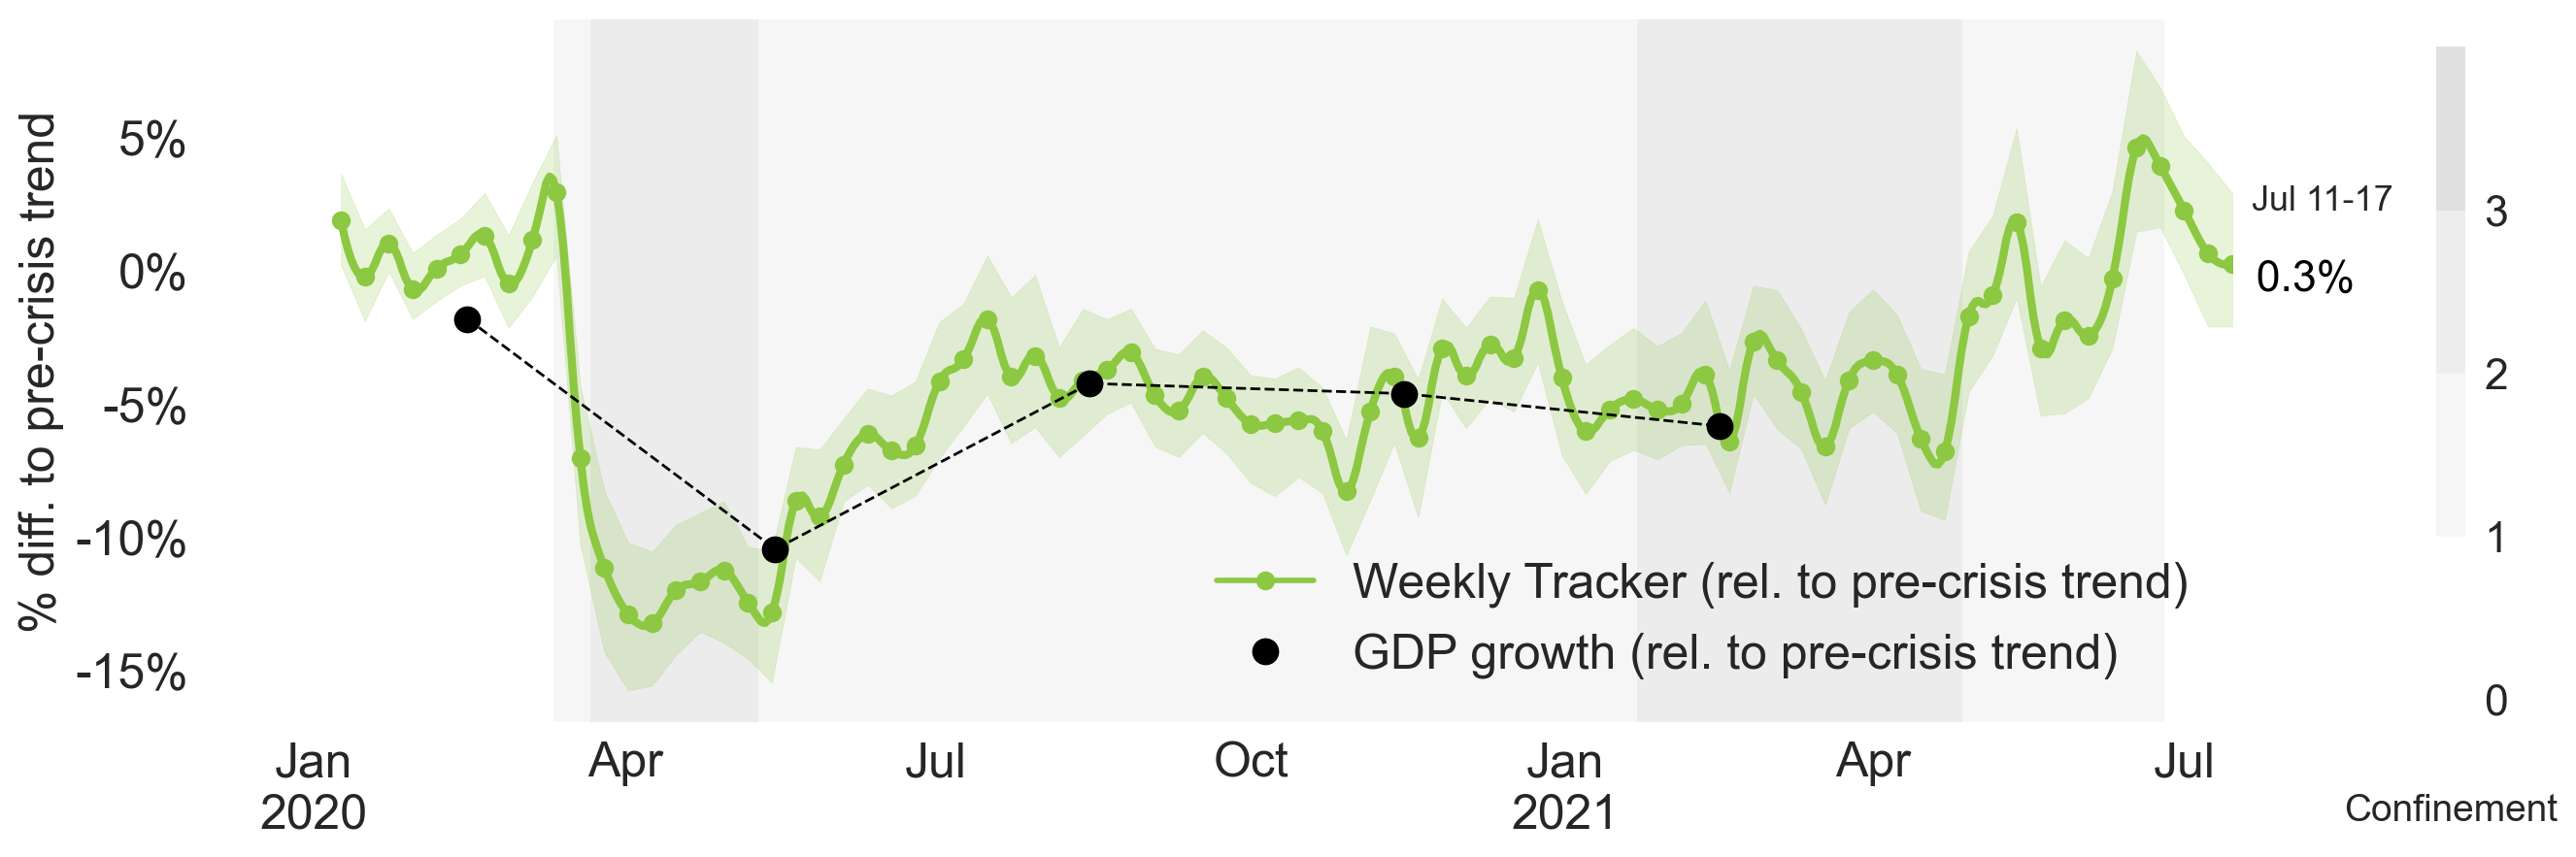 % diff. to pre-crisis trend
5%
0%
-5%
-10%
-15%
Jan
2020
Apr
Jul
Oct
Jan
2021
Apr
Jul
Weekly Tracker (rel. to pre-crisis trend)
GDP growth (rel. to pre-crisis trend)
Jul 11-17
0.3%
3
2
1
0
Confinement